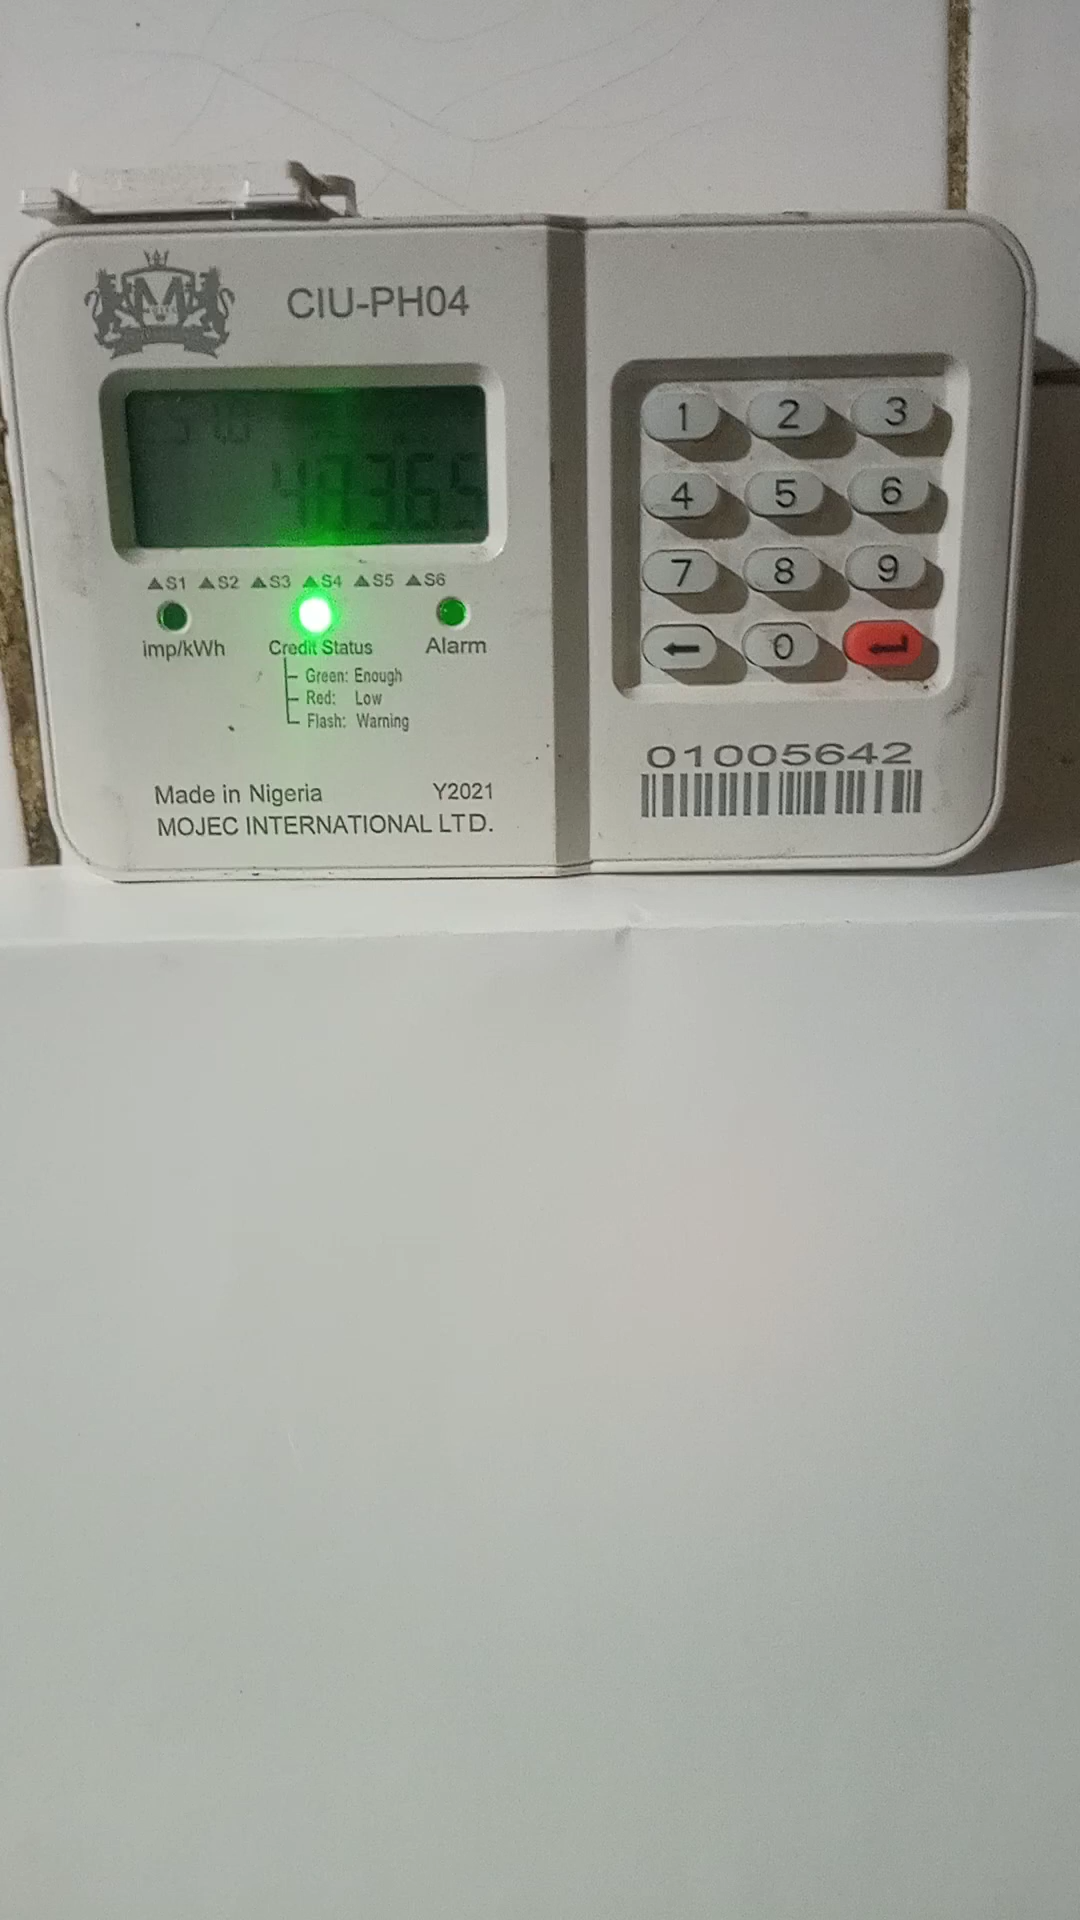 CIU-PH04
▲S1 ▲S2 ▲S3 ▲S4 ▲S5 ▲S6
imp/kWh Credit Status Alarm
Green: Enough
Red: Low
Flash: Warning
Made in Nigeria Y2021
MOJEC INTERNATIONAL LTD.
1 2 3
4 5 6
7 8 9
← 0 ↵
01005642